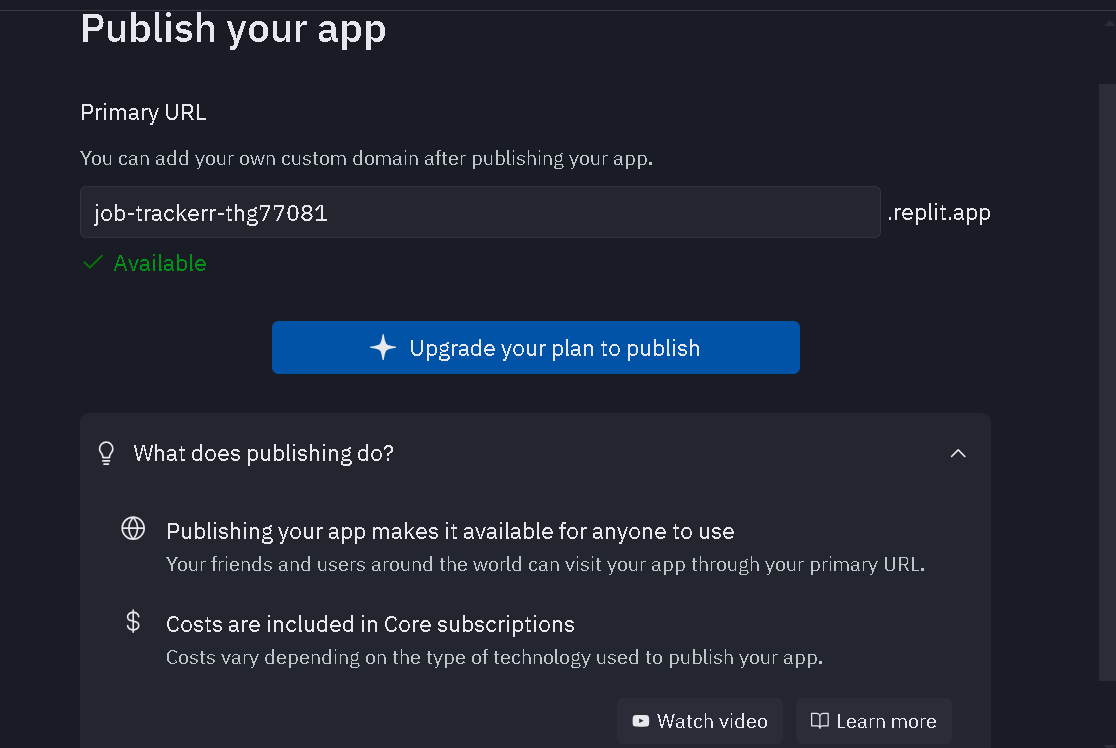 Publish your app
Primary URL
You can add your own custom domain after publishing your app.
job-trackerr-thg77081 .replit.app
Available
Upgrade your plan to publish
What does publishing do?
Publishing your app makes it available for anyone to use
Your friends and users around the world can visit your app through your primary URL.
Costs are included in Core subscriptions
Costs vary depending on the type of technology used to publish your app.
Watch video Learn more